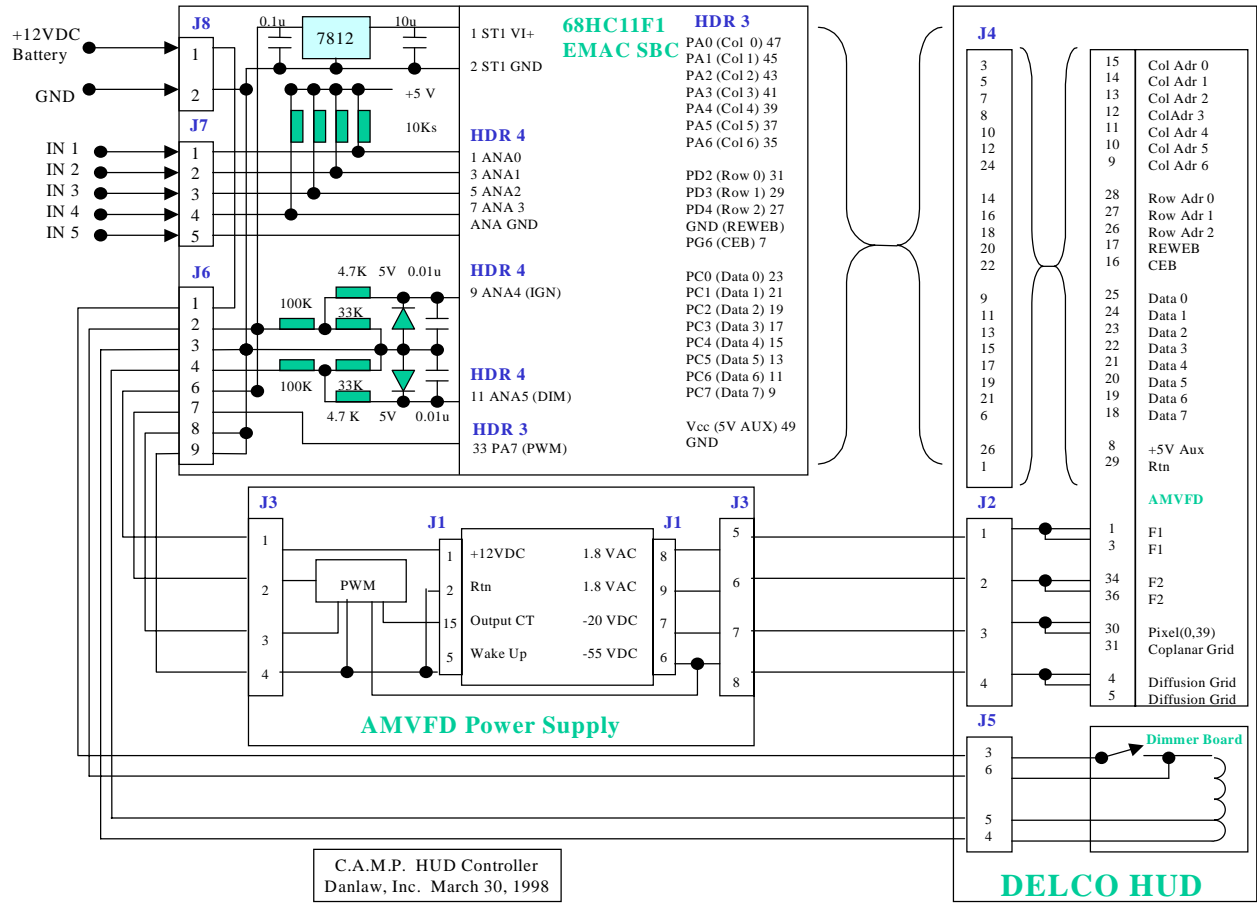 +12VDC
Battery
GND
IN 1
IN 2
IN 3
IN 4
IN 5
J8
1
2
J7
1
2
3
4
5
J6
1
2
3
4
6
7
8
9
0.1u
7812
10u
+5 V
10Ks
68HC11F1
EMAC SBC
1 ST1 VI+
2 ST1 GND
HDR 4
1 ANA0
3 ANA1
5 ANA2
7 ANA 3
ANA GND
4.7K
5V
0.01u
100K
33K
HDR 4
9 ANA4 (IGN)
100K
33K
4.7 K
5V
0.01u
HDR 4
11 ANA5 (DIM)
HDR 3
33 PA7 (PWM)
HDR 3
PA0 (Col 0) 47
PA1 (Col 1) 45
PA2 (Col 2) 43
PA3 (Col 3) 41
PA4 (Col 4) 39
PA5 (Col 5) 37
PA6 (Col 6) 35
PD2 (Row 0) 31
PD3 (Row 1) 29
PD4 (Row 2) 27
GND (REWEB)
PG6 (CEB) 7
PC0 (Data 0) 23
PC1 (Data 1) 21
PC2 (Data 2) 19
PC3 (Data 3) 17
PC4 (Data 4) 15
PC5 (Data 5) 13
PC6 (Data 6) 11
PC7 (Data 7) 9
Vcc (5V AUX) 49
GND
J4
3
5
7
8
10
12
24
14
16
18
20
22
9
11
13
15
17
19
21
6
26
1
15 Col Adr 0
14 Col Adr 1
13 Col Adr 2
12 ColAdr 3
11 Col Adr 4
10 Col Adr 5
9 Col Adr 6
28 Row Adr 0
27 Row Adr 1
26 Row Adr 2
17 REWEB
16 CEB
25 Data 0
24 Data 1
23 Data 2
22 Data 3
21 Data 4
20 Data 5
19 Data 6
18 Data 7
8 +5V Aux
29 Rtn
AMVFD
1 F1
3 F1
34 F2
36 F2
30 Pixel(0,39)
31 Coplanar Grid
4 Diffusion Grid
5 Diffusion Grid
J2
1
2
3
4
J3
1
2
3
4
PWM
J1
1 +12VDC
2 Rtn
15 Output CT
5 Wake Up
J1
1.8 VAC 8
1.8 VAC 9
-20 VDC 7
-55 VDC 6
J3
5
6
7
8
AMVFD Power Supply
J5
3
6
5
4
Dimmer Board
C.A.M.P. HUD Controller
Danlaw, Inc. March 30, 1998
DELCO HUD